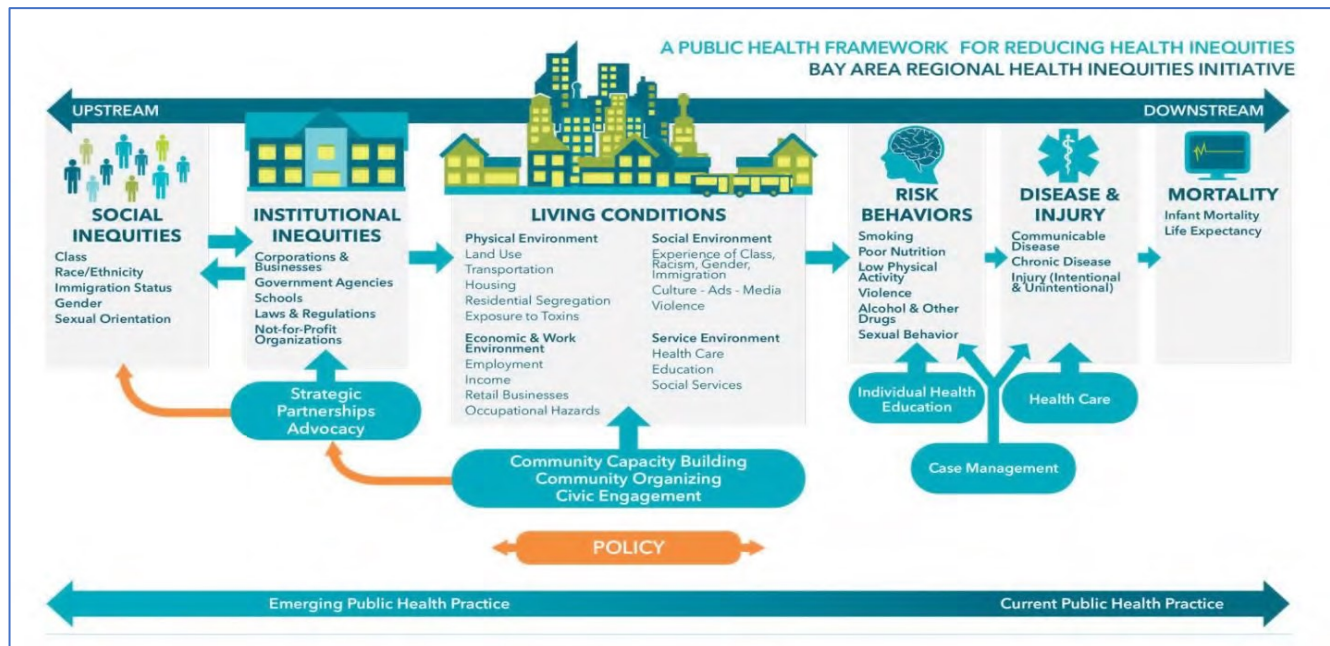 A PUBLIC HEALTH FRAMEWORK FOR REDUCING HEALTH INEQUITIES
BAY AREA REGIONAL HEALTH INEQUITIES INITIATIVE
UPSTREAM
DOWNSTREAM
SOCIAL
INEQUITIES
Class
Race/Ethnicity
Immigration Status
Gender
Sexual Orientation
INSTITUTIONAL
INEQUITIES
Corporations &
Businesses
Government Agencies
Schools
Laws & Regulations
Not-for-Profit
Organizations
LIVING CONDITIONS
Physical Environment
Land Use
Transportation
Housing
Residential Segregation
Exposure to Toxins
Economic & Work
Environment
Employment
Income
Retail Businesses
Occupational Hazards
Social Environment
Experience of Class,
Racism, Gender,
Immigration
Culture - Ads - Media
Violence
Service Environment
Health Care
Education
Social Services
RISK
BEHAVIORS
Smoking
Poor Nutrition
Low Physical
Activity
Violence
Alcohol & Other
Drugs
Sexual Behavior
DISEASE &
INJURY
Communicable
Disease
Chronic Disease
Injury (Intentional
& Unintentional)
MORTALITY
Infant Mortality
Life Expectancy
Strategic
Partnerships
Advocacy
Community Capacity Building
Community Organizing
Civic Engagement
Individual Health
Education
Health Care
Case Management
POLICY
Emerging Public Health Practice
Current Public Health Practice